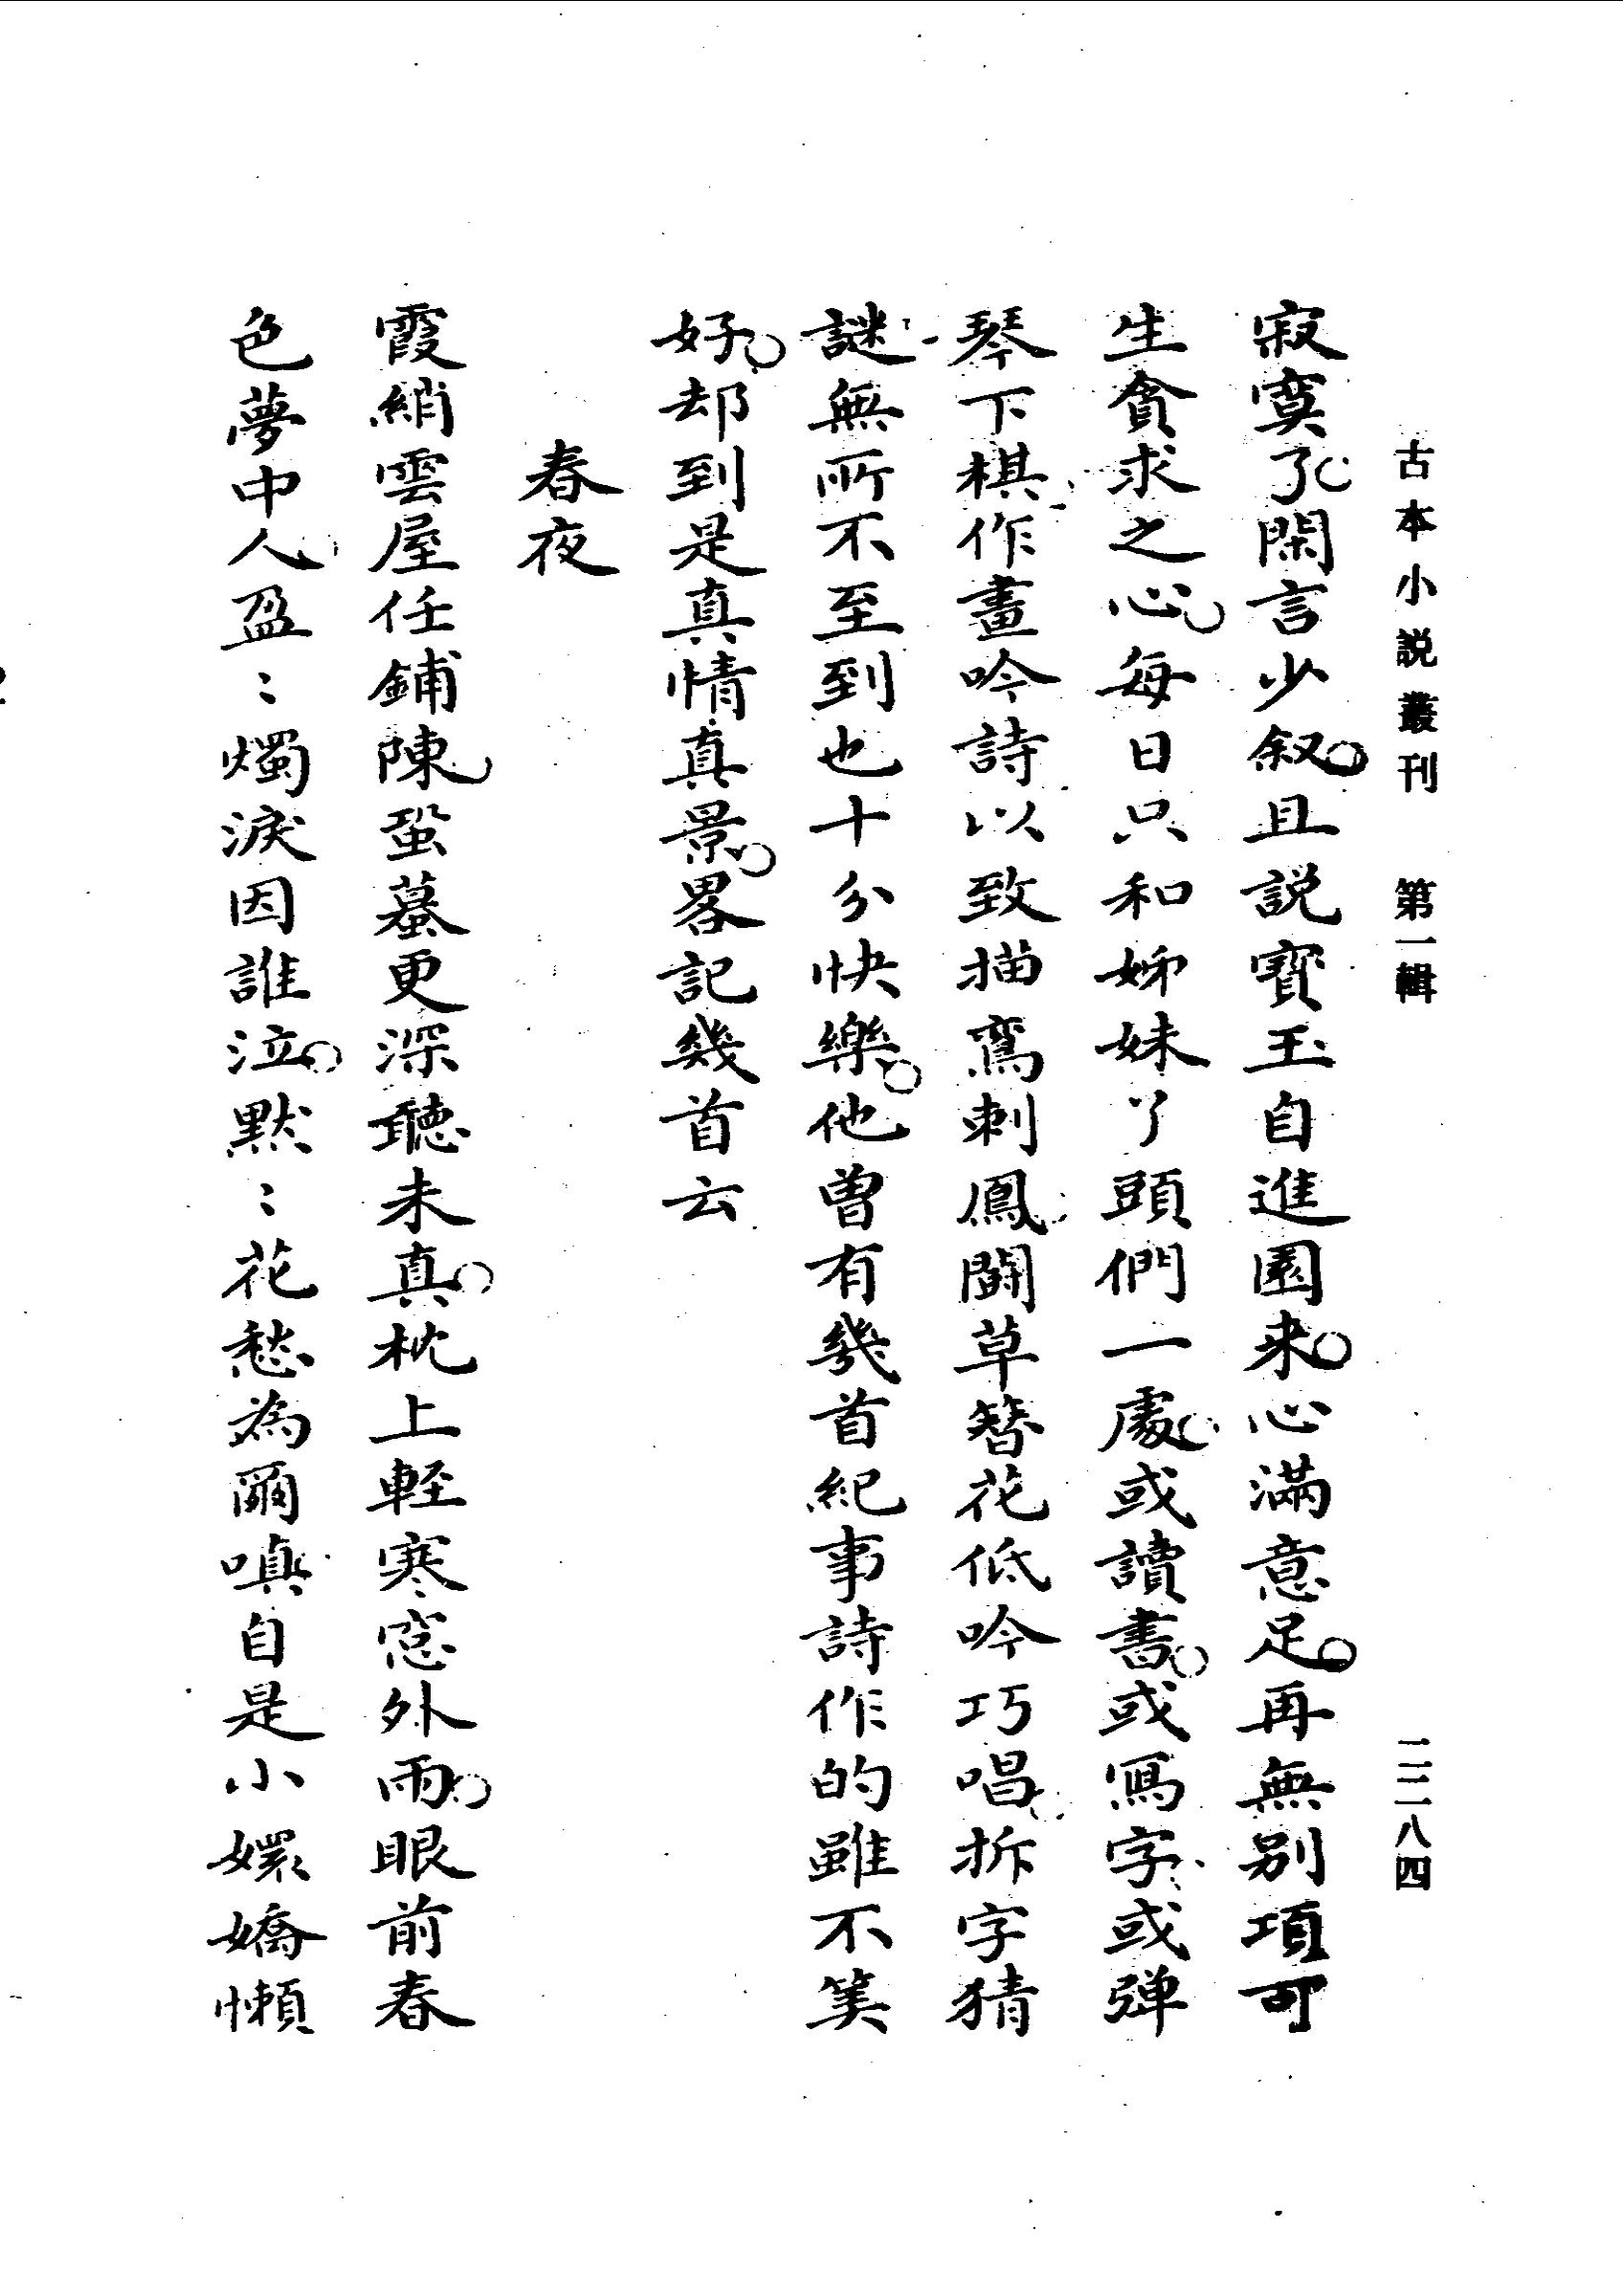 古本小説叢刊　第一輯　二二八四
寂寞了閑言少叙且説寶玉自進園来心滿意足再無别項可
生貪求之心每日只和姊妹丫頭們一處或讀書或寫字或弹
琴下棋作畫吟詩以致描鸞刺鳳鬪草簪花低吟巧唱拆字猜
謎無所不至到也十分快樂他曾有幾首紀事詩作的雖不筭
好却到是真情真景畧記幾首云
春夜
霞綃雲屋任鋪陳蛩蟇更深聽未真枕上輕寒窓外雨眼前春
色夢中人盈〻燭淚因誰泣默〻花愁為爾嗔自是小嬛嬌懶